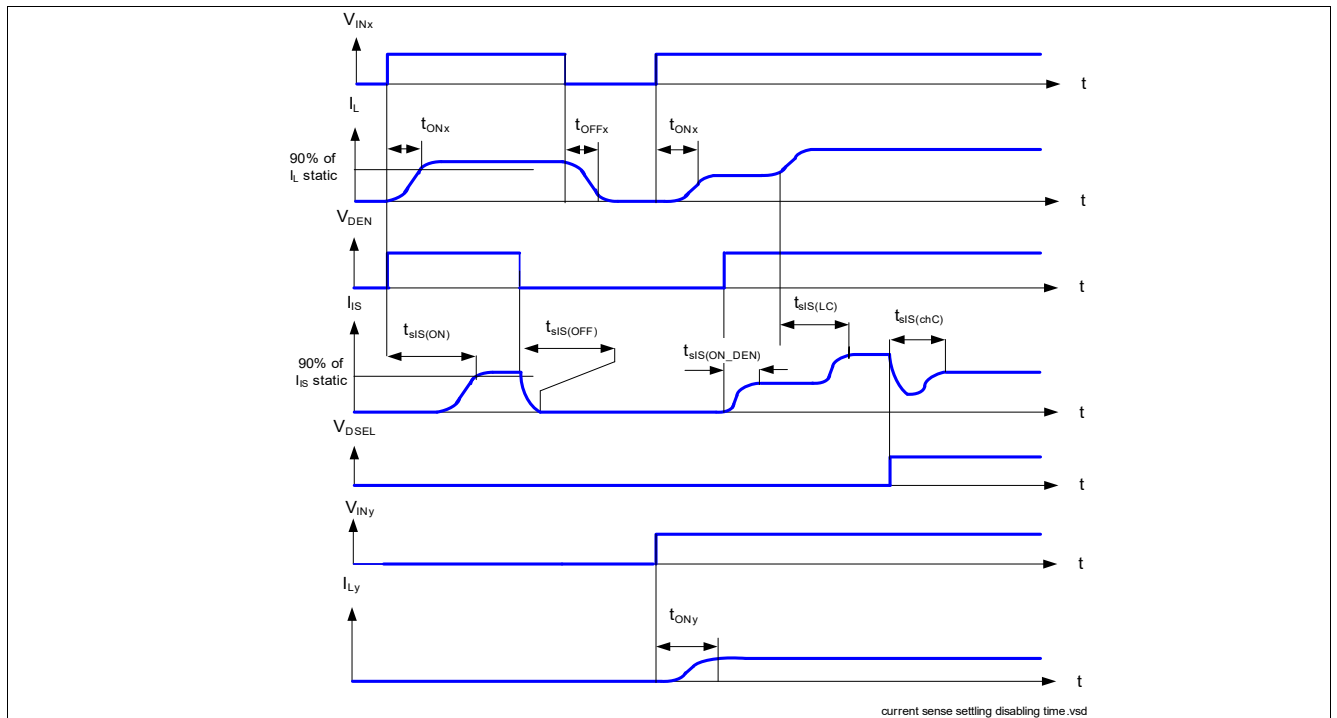 VINx
t
IL
tONx
tOFFx
tONx
90% of
IL static
t
VDEN
t
IIS
tsIS(ON)
tsIS(OFF)
tsIS(LC)
tsIS(chC)
tsIS(ON_DEN)
90% of
IIS static
t
VDSEL
t
VINy
t
ILy
tONy
t
current sense settling disabling time.vsd